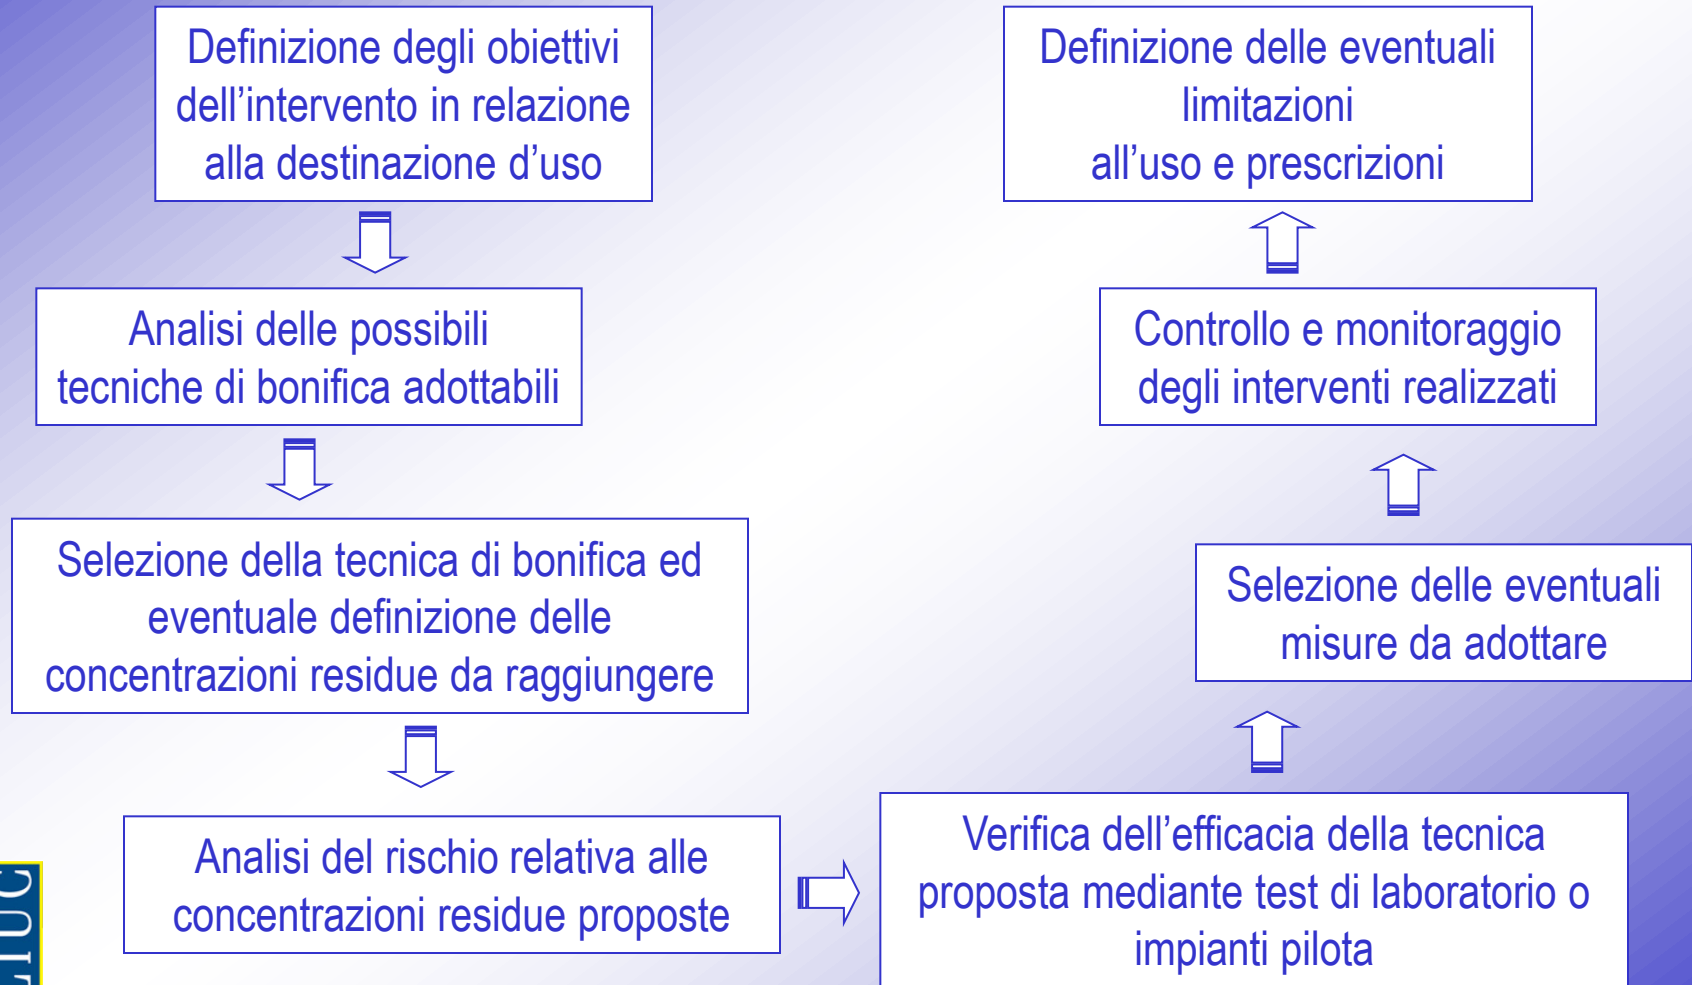 Definizione degli obiettivi
dell’intervento in relazione
alla destinazione d’uso
Analisi delle possibili
tecniche di bonifica adottabili
Selezione della tecnica di bonifica ed
eventuale definizione delle
concentrazioni residue da raggiungere
Analisi del rischio relativa alle
concentrazioni residue proposte
Verifica dell’efficacia della tecnica
proposta mediante test di laboratorio o
impianti pilota
Selezione delle eventuali
misure da adottare
Controllo e monitoraggio
degli interventi realizzati
Definizione delle eventuali
limitazioni
all’uso e prescrizioni